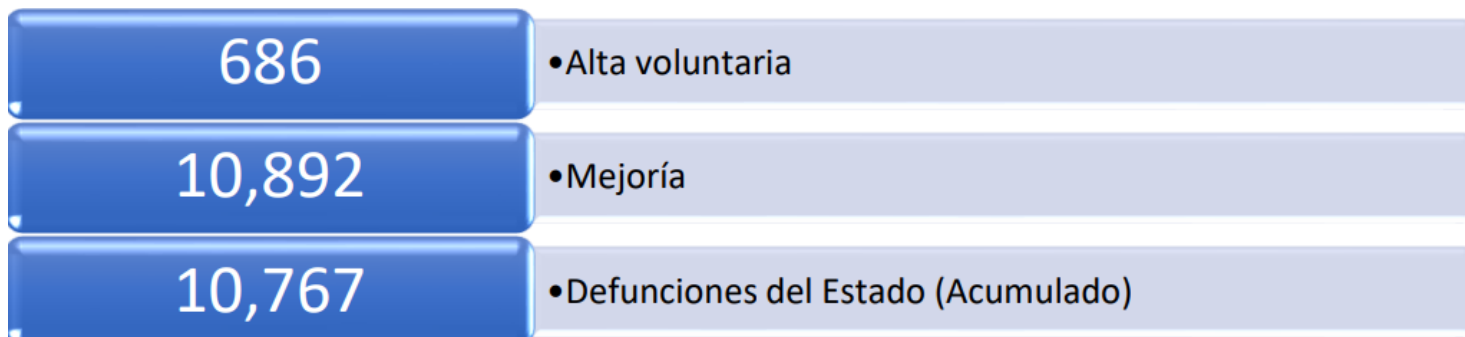 686
•Alta voluntaria
10,892
•Mejoría
10,767
•Defunciones del Estado (Acumulado)